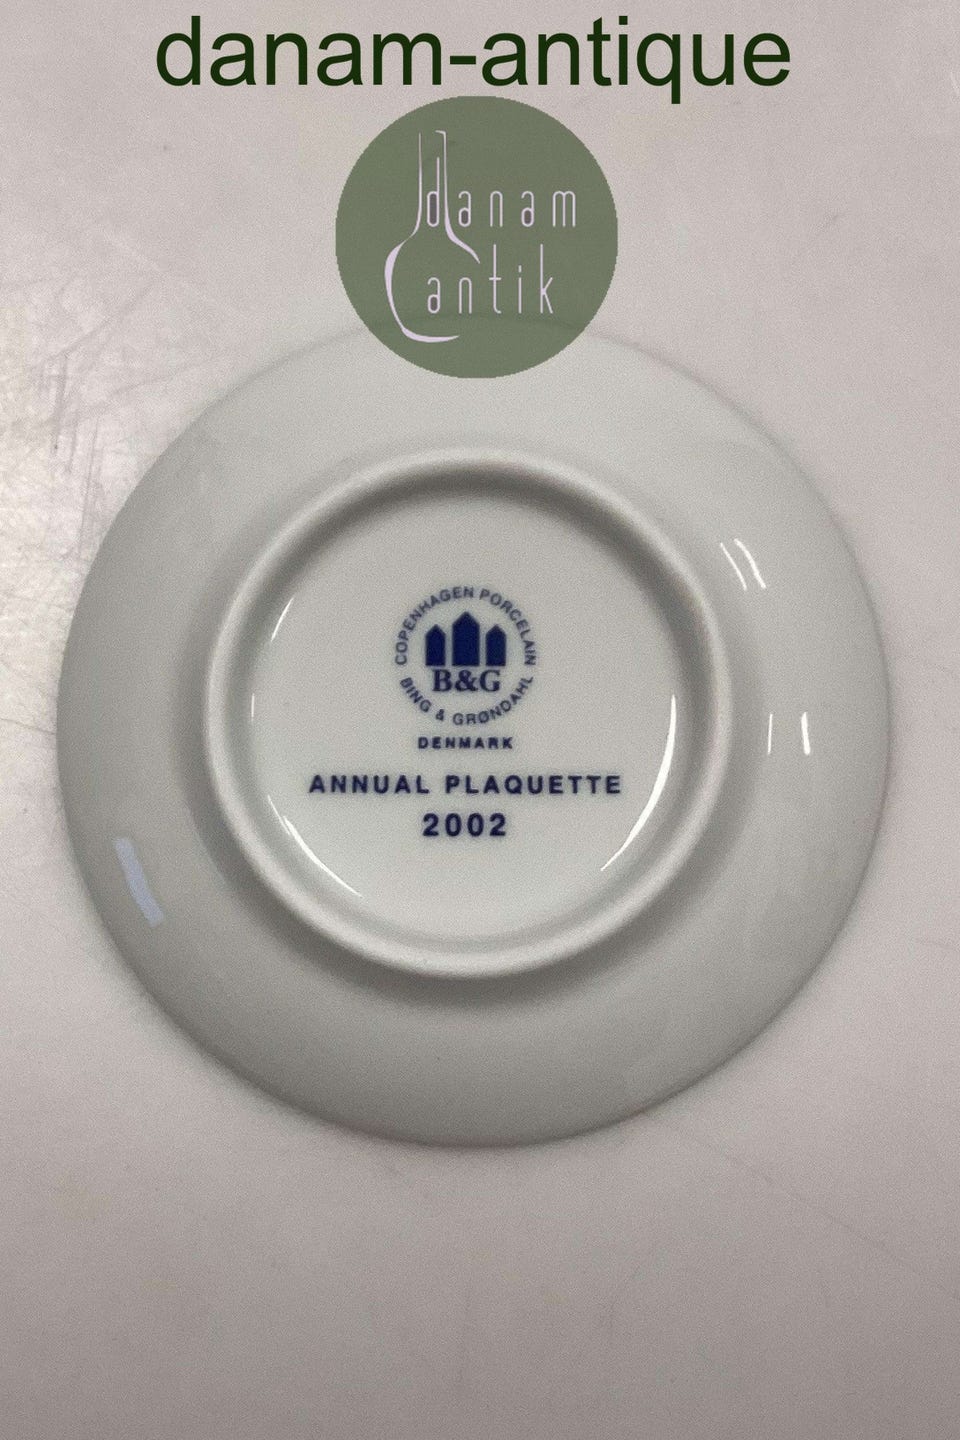 danam-antique
danam
antik
COPENHAGEN PORCELAIN
B&G
BING & GRØNDAHL
DENMARK
ANNUAL PLAQUETTE
2002